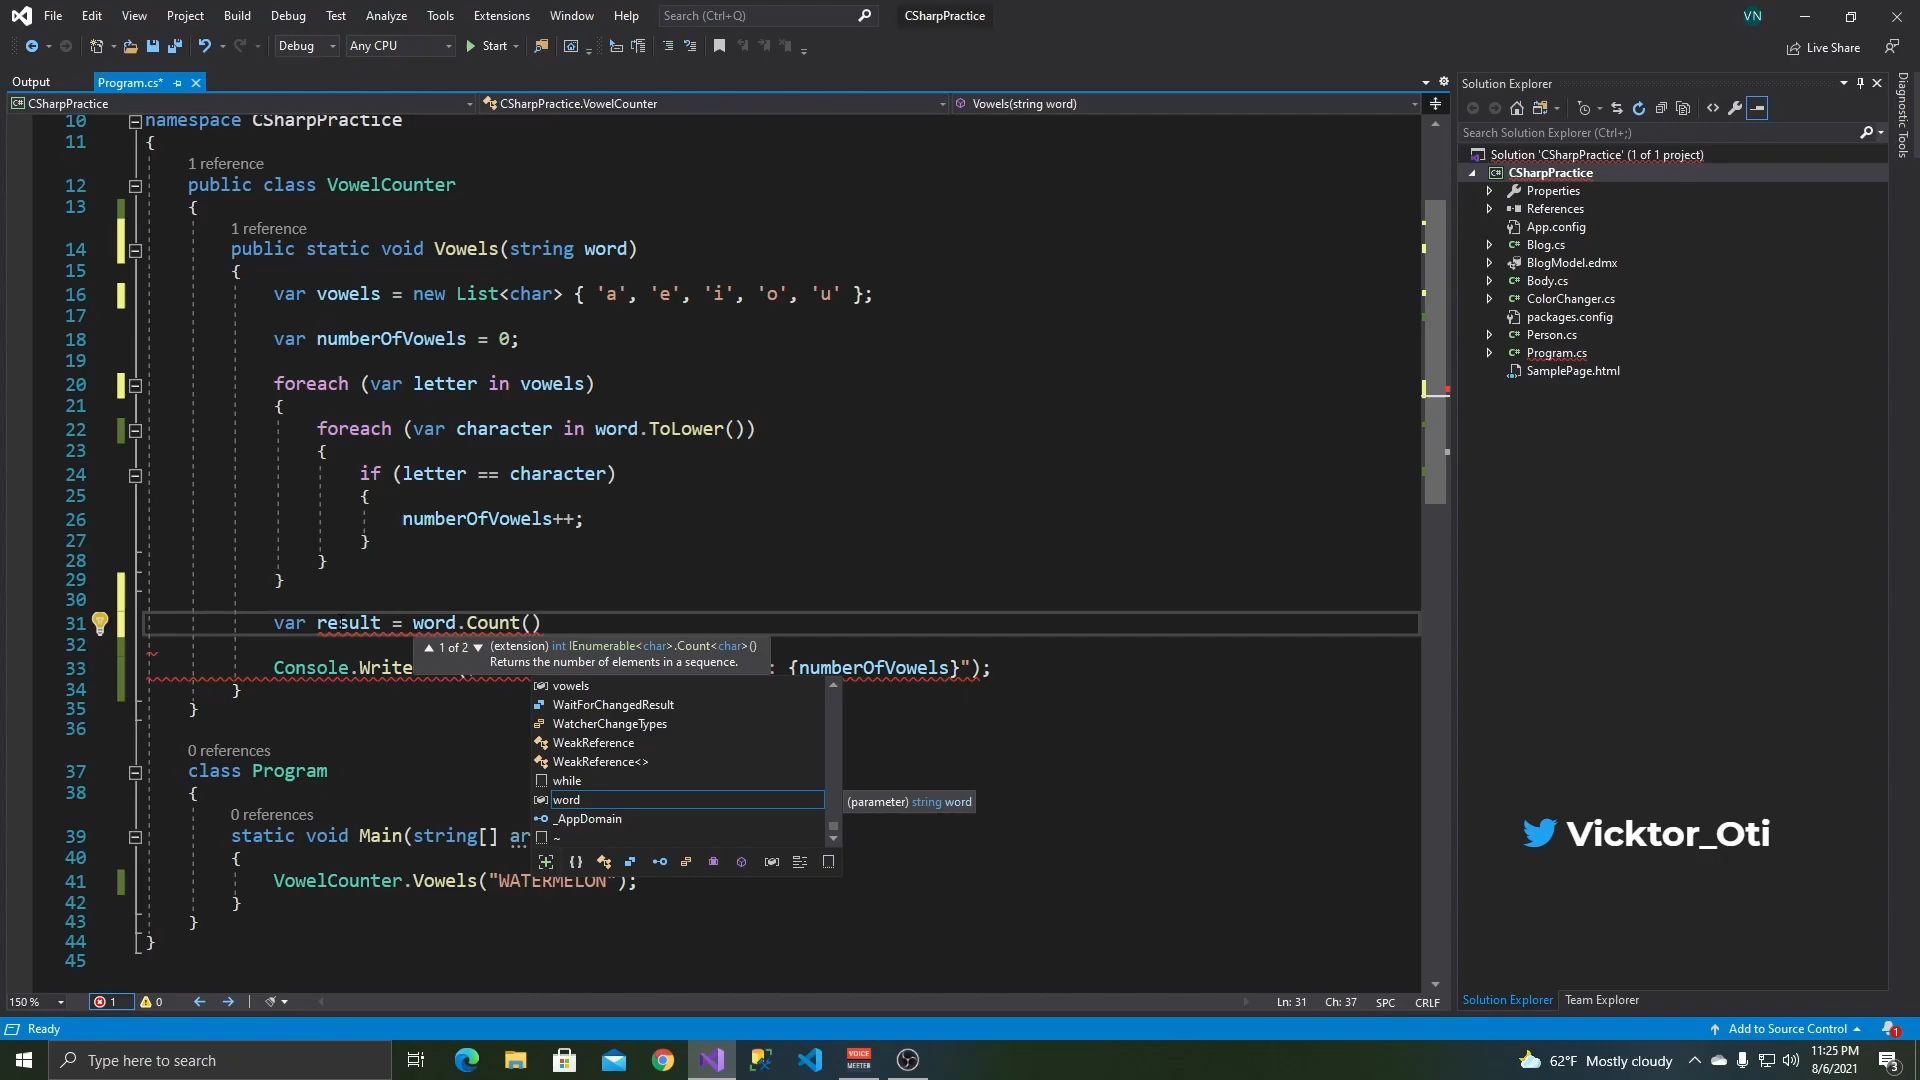 File Edit View Project Build Debug Test Analyze Tools Extensions Window Help Search (Ctrl+Q) CSharpPractice VN
Debug Any CPU Start Live Share
Output Program.cs* Solution Explorer
CSharpPractice CSharpPractice.VowelCounter Vowels(string word)
Search Solution Explorer (Ctrl+;)
Solution 'CSharpPractice' (1 of 1 project)
CSharpPractice
Properties
References
App.config
Blog.cs
BlogModel.edmx
Body.cs
ColorChanger.cs
packages.config
Person.cs
Program.cs
SamplePage.html
Diagnostic Tools
10 namespace CSharpPractice
11 {
1 reference
12 public class VowelCounter
13 {
1 reference
14 public static void Vowels(string word)
15 {
16 var vowels = new List<char> { 'a', 'e', 'i', 'o', 'u' };
17
18 var numberOfVowels = 0;
19
20 foreach (var letter in vowels)
21 {
22 foreach (var character in word.ToLower())
23 {
24 if (letter == character)
25 {
26 numberOfVowels++;
27 }
28 }
29 }
30
31 var result = word.Count()
32
▲ 1 of 2 ▼ (extension) int IEnumerable<char>.Count<char>()
Returns the number of elements in a sequence.
33 Console.Write : {numberOfVowels}");
34 }
35 }
36
vowels
WaitForChangedResult
WatcherChangeTypes
WeakReference
WeakReference<>
while
word
_AppDomain
~
(parameter) string word
0 references
37 class Program
38 {
0 references
39 static void Main(string[] ar
40 {
41 VowelCounter.Vowels("WATERMELON");
42 }
43 }
44 }
45
Vicktor_Oti
150 % 1 0 Ln: 31 Ch: 37 SPC CRLF
Solution Explorer Team Explorer
Ready Add to Source Control 1
Type here to search
VOICE
MEETER
62°F Mostly cloudy
11:25 PM
8/6/2021
3